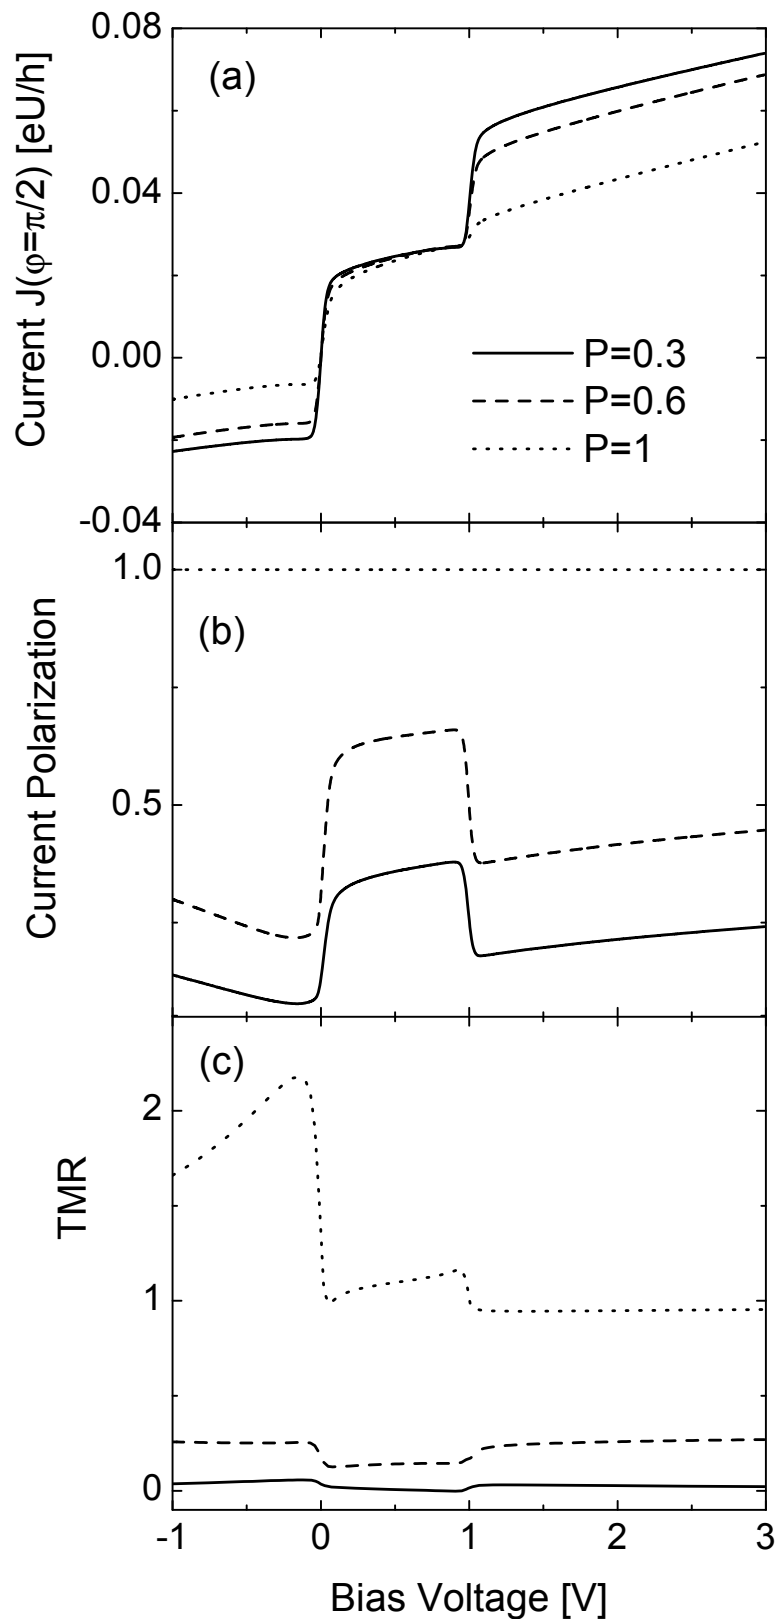 Current J(φ=π/2) [eU/h]
0.08
0.04
0.00
-0.04
(a)
P=0.3
P=0.6
P=1
Current Polarization
1.0
0.5
(b)
TMR
2
1
0
(c)
-1 0 1 2 3
Bias Voltage [V]